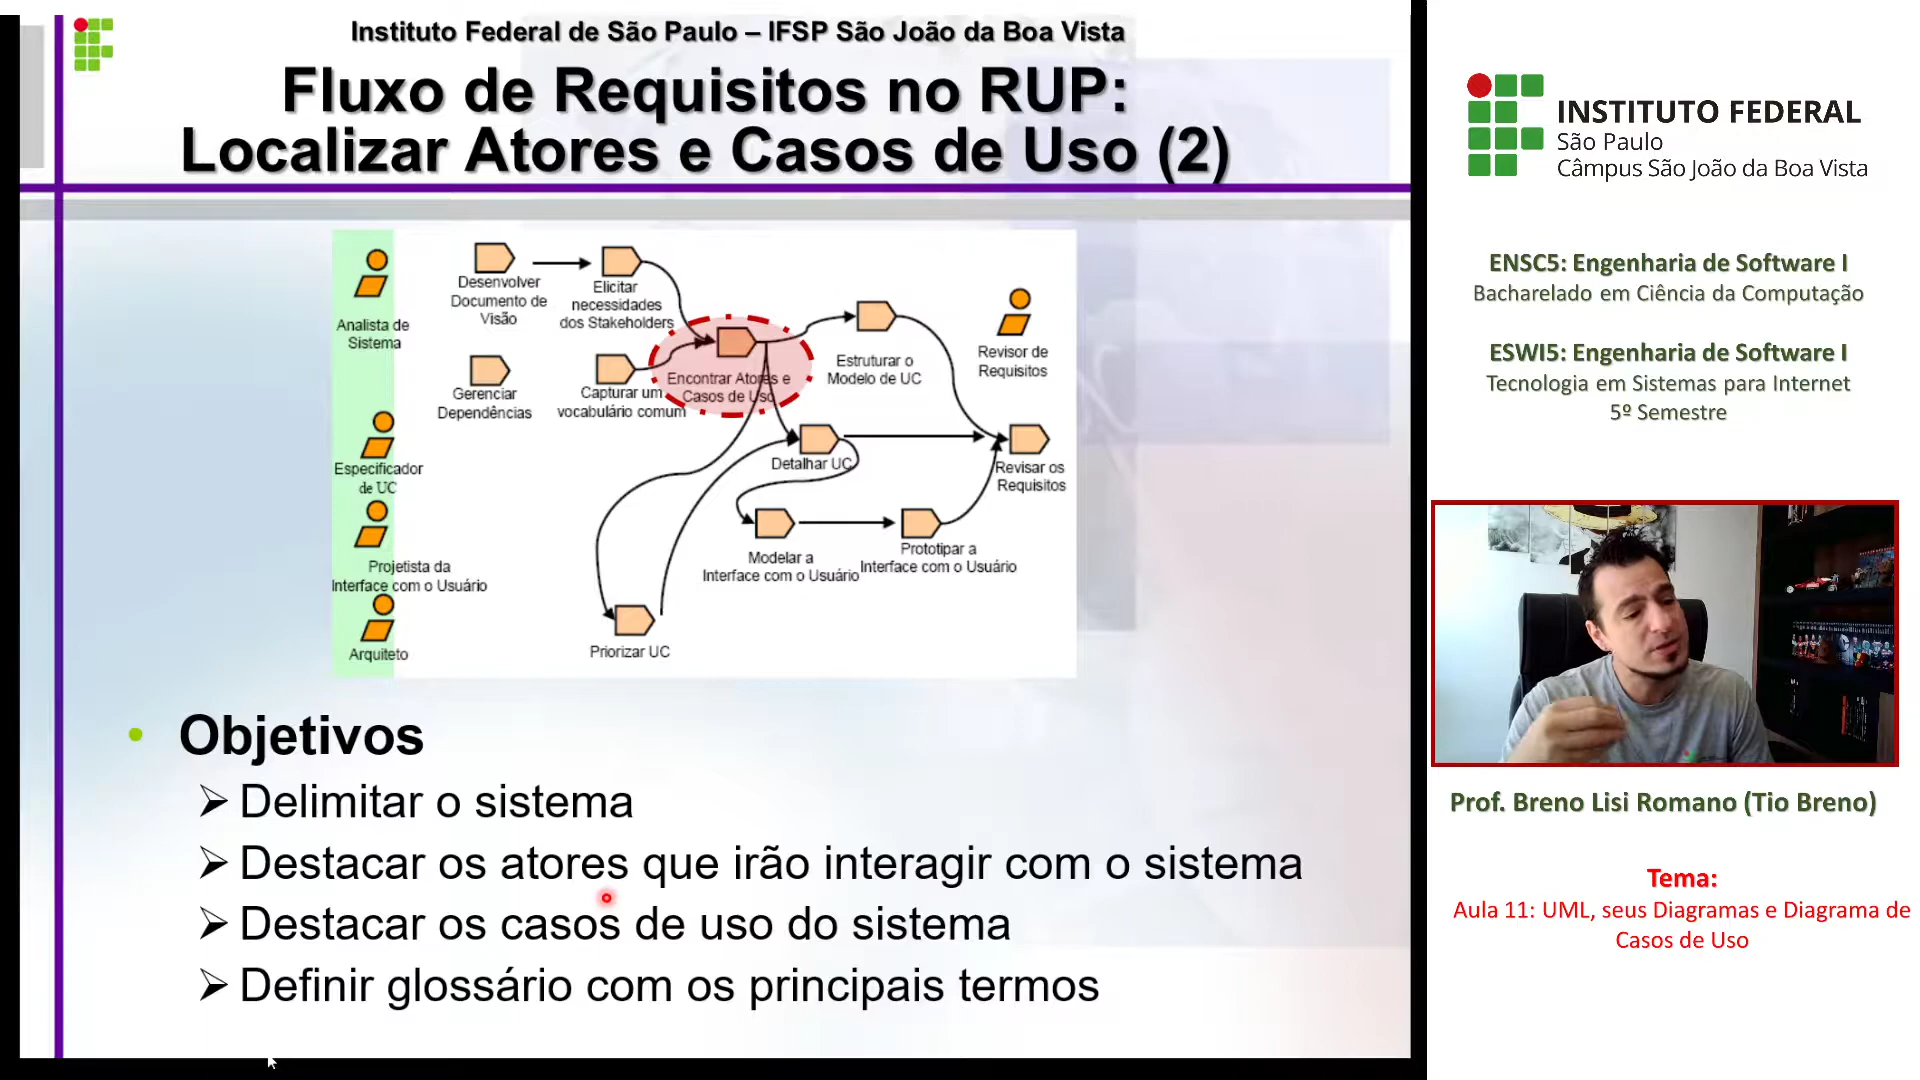 Instituto Federal de São Paulo – IFSP São João da Boa Vista
Fluxo de Requisitos no RUP:
Localizar Atores e Casos de Uso (2)
Analista de
Sistema
Desenvolver
Documento de
Visão
Elicitar
necessidades
dos Stakeholders
Gerenciar
Dependências
Capturar um
vocabulário comum
Encontrar Atores e
Casos de Uso
Estruturar o
Modelo de UC
Revisor de
Requisitos
Especificador
de UC
Detalhar UC
Revisar os
Requisitos
Projetista da
Interface com o Usuário
Modelar a
Interface com o Usuário
Prototipar a
Interface com o Usuário
Arquiteto
Priorizar UC
• Objetivos
Delimitar o sistema
Destacar os atores que irão interagir com o sistema
Destacar os casos de uso do sistema
Definir glossário com os principais termos
INSTITUTO FEDERAL
São Paulo
Câmpus São João da Boa Vista
ENSC5: Engenharia de Software I
Bacharelado em Ciência da Computação
ESWI5: Engenharia de Software I
Tecnologia em Sistemas para Internet
5º Semestre
Prof. Breno Lisi Romano (Tio Breno)
Tema:
Aula 11: UML, seus Diagramas e Diagrama de
Casos de Uso